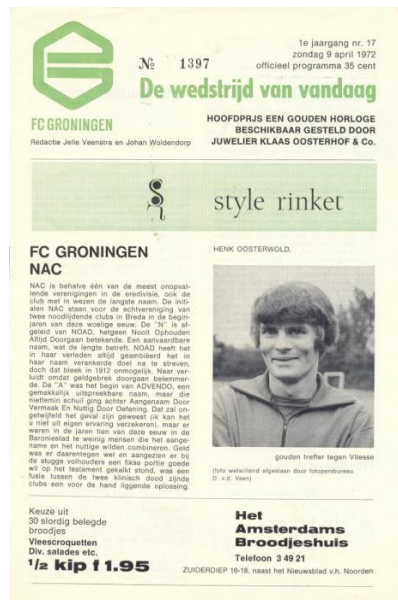 1e jaargang nr. 17
zondag 9 april 1972
officieel programma 35 cent
№ 1397
De wedstrijd van vandaag
FC GRONINGEN
Redactie Jelle Veenstra en Johan Woldendorp
HOOFDPRIJS EEN GOUDEN HORLOGE
BESCHIKBAAR GESTELD DOOR
JUWELIER KLAAS OOSTERHOF & Co.
style rinket
FC GRONINGEN
NAC
NAC is behalve één van de meest onopval-
lende verenigingen in de eredivisie, ook de
club met in wezen de langste naam. De initi-
alen NAC staan voor de echtvereniging van
twee noodlijdende clubs in Breda in de begin-
jaren van deze woelige eeuw. De "N" is af-
geleid van NOAD, hetgeen Nooit Ophouden
Altijd Doorgaan betekende. Een aanvaardbare
naam, wat de lengte betreft. NOAD heeft het
in haar verleden altijd geambiëerd het in
haar naam verankerde doel na te streven,
doch dat bleek in 1912 onmogelijk. Naar ver-
luidt omdat geldgebrek doorgaan belemmer-
de. De "A" was het begin van ADVENDO, een
gemakkelijk uitspreekbare naam, maar die
niettemin schuil ging achter Aangenaam Door
Vermaak En Nuttig Door Oefening. Dat zal on-
getwijfeld het geval zijn geweest (ik kan het
u niet uit eigen ervaring verzekeren), maar er
waren in de jaren tien van deze eeuw in de
Baroniestad te weinig mensen die het aange-
name en het nuttige wilden combineren. Geld
was er daarentegen wel en aangezien er bij
de stugge volhouders een fikse portie goede
wil op het testament gekalkt stond, was een
fusie tussen de twee klinisch dood zijnde
clubs een voor de hand liggende oplossing.
HENK OOSTERWOLD,
gouden treffer tegen Vitesse
(foto welwillend afgestaan door fotopersbureau
D. v.d. Veen)
Keuze uit
30 slordig belegde
broodjes
Vleescroquetten
Div. salades etc.
1/2 kip f 1.95
Het
Amsterdams
Broodjeshuis
Telefoon 3 49 21
ZUIDERDIEP 16-18, naast het Nieuwsblad v.h. Noorden